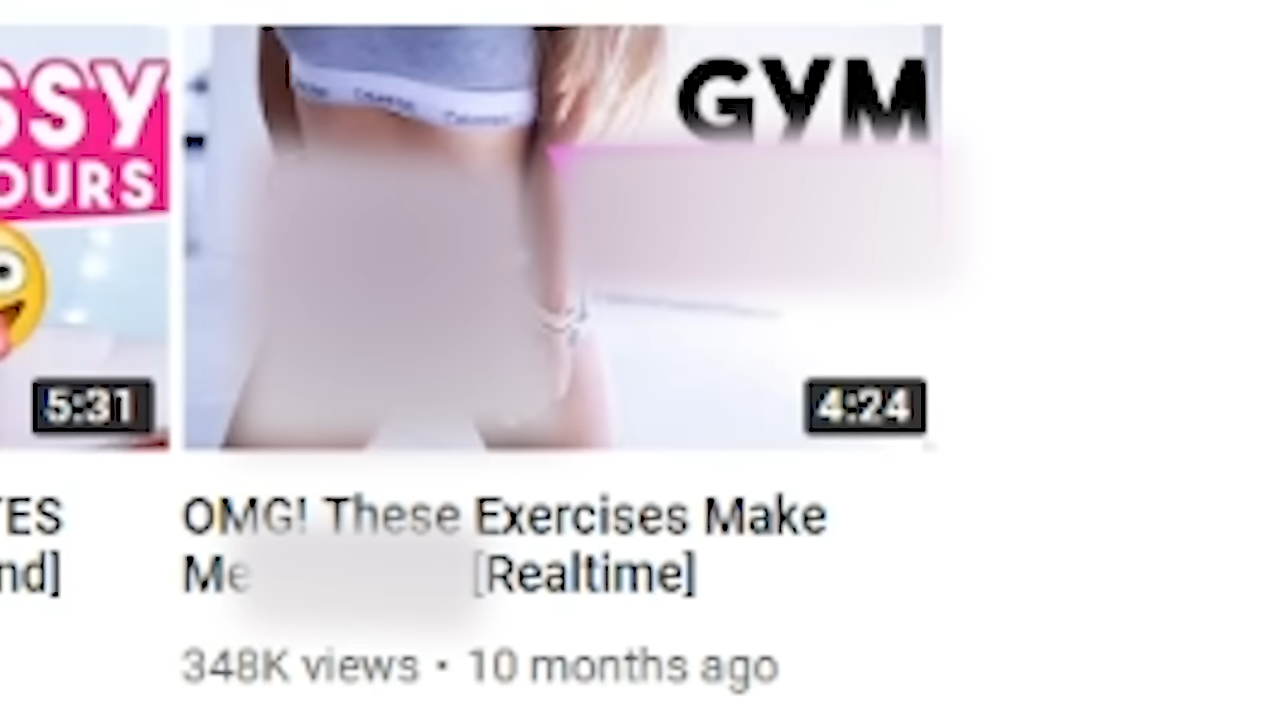 SSY
OURS
GYM
5:31
4:24
TES
nd]
OMG! These Exercises Make
Me [Realtime]
348K views • 10 months ago